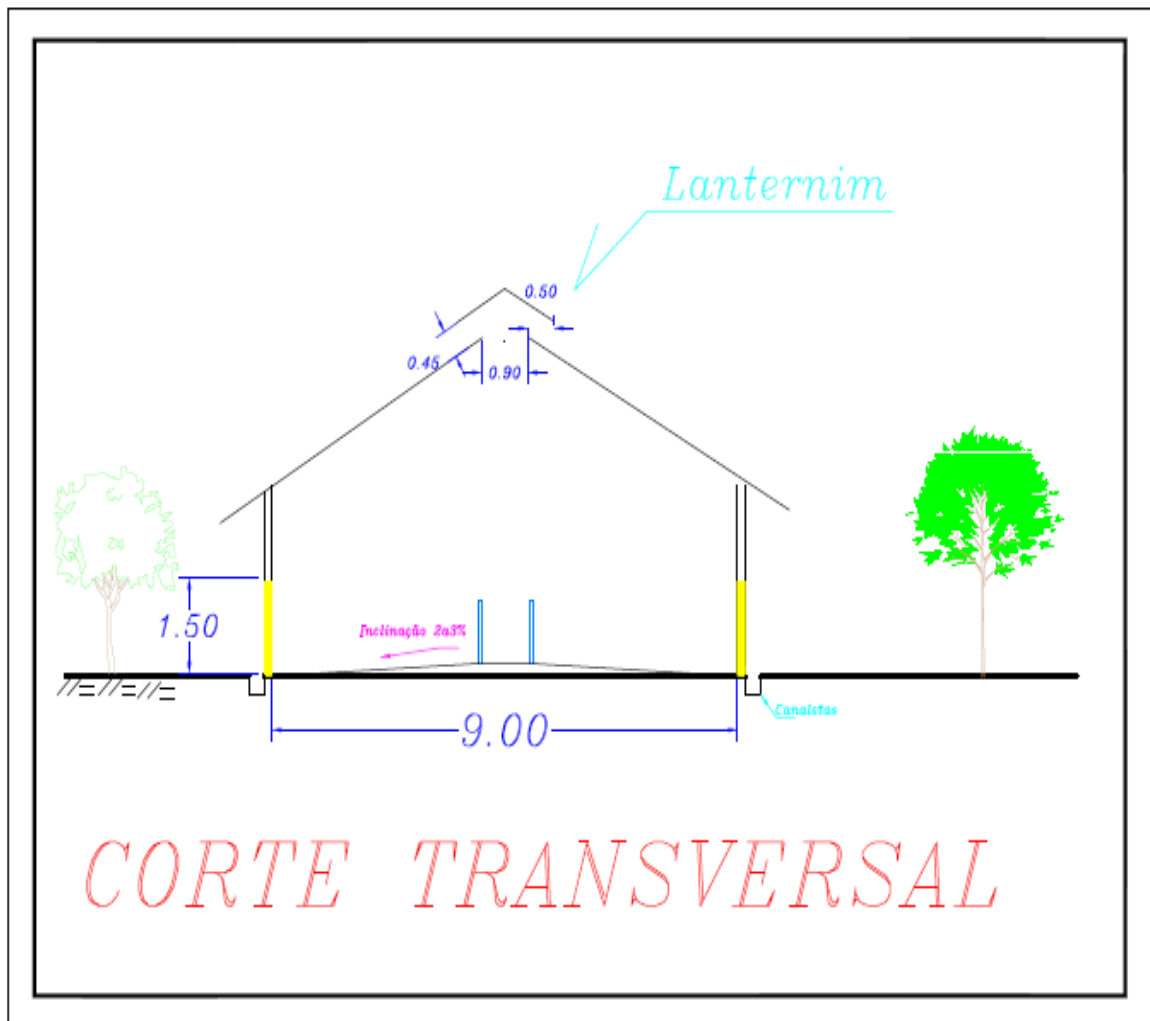 Lanternim
0.50
0.45
0.90
1.50
Inclinação 2a3%
Canaletas
9.00
CORTE TRANSVERSAL